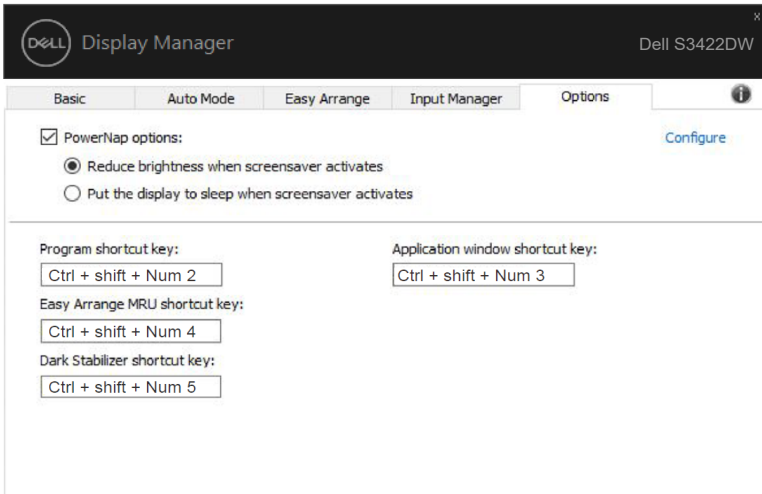 x
DELL Display Manager
Dell S3422DW
Basic Auto Mode Easy Arrange Input Manager Options
PowerNap options: Configure
Reduce brightness when screensaver activates
Put the display to sleep when screensaver activates
Program shortcut key: Application window shortcut key:
Ctrl + shift + Num 2 Ctrl + shift + Num 3
Easy Arrange MRU shortcut key:
Ctrl + shift + Num 4
Dark Stabilizer shortcut key:
Ctrl + shift + Num 5